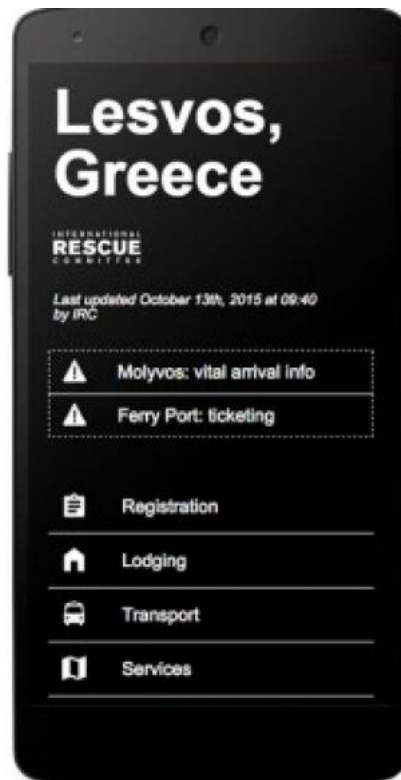 Lesvos,
Greece
INTERNATIONAL
RESCUE
COMMITTEE
Last updated October 13th, 2015 at 09:40
by IRC
Molyvos: vital arrival info
Ferry Port: ticketing
Registration
Lodging
Transport
Services